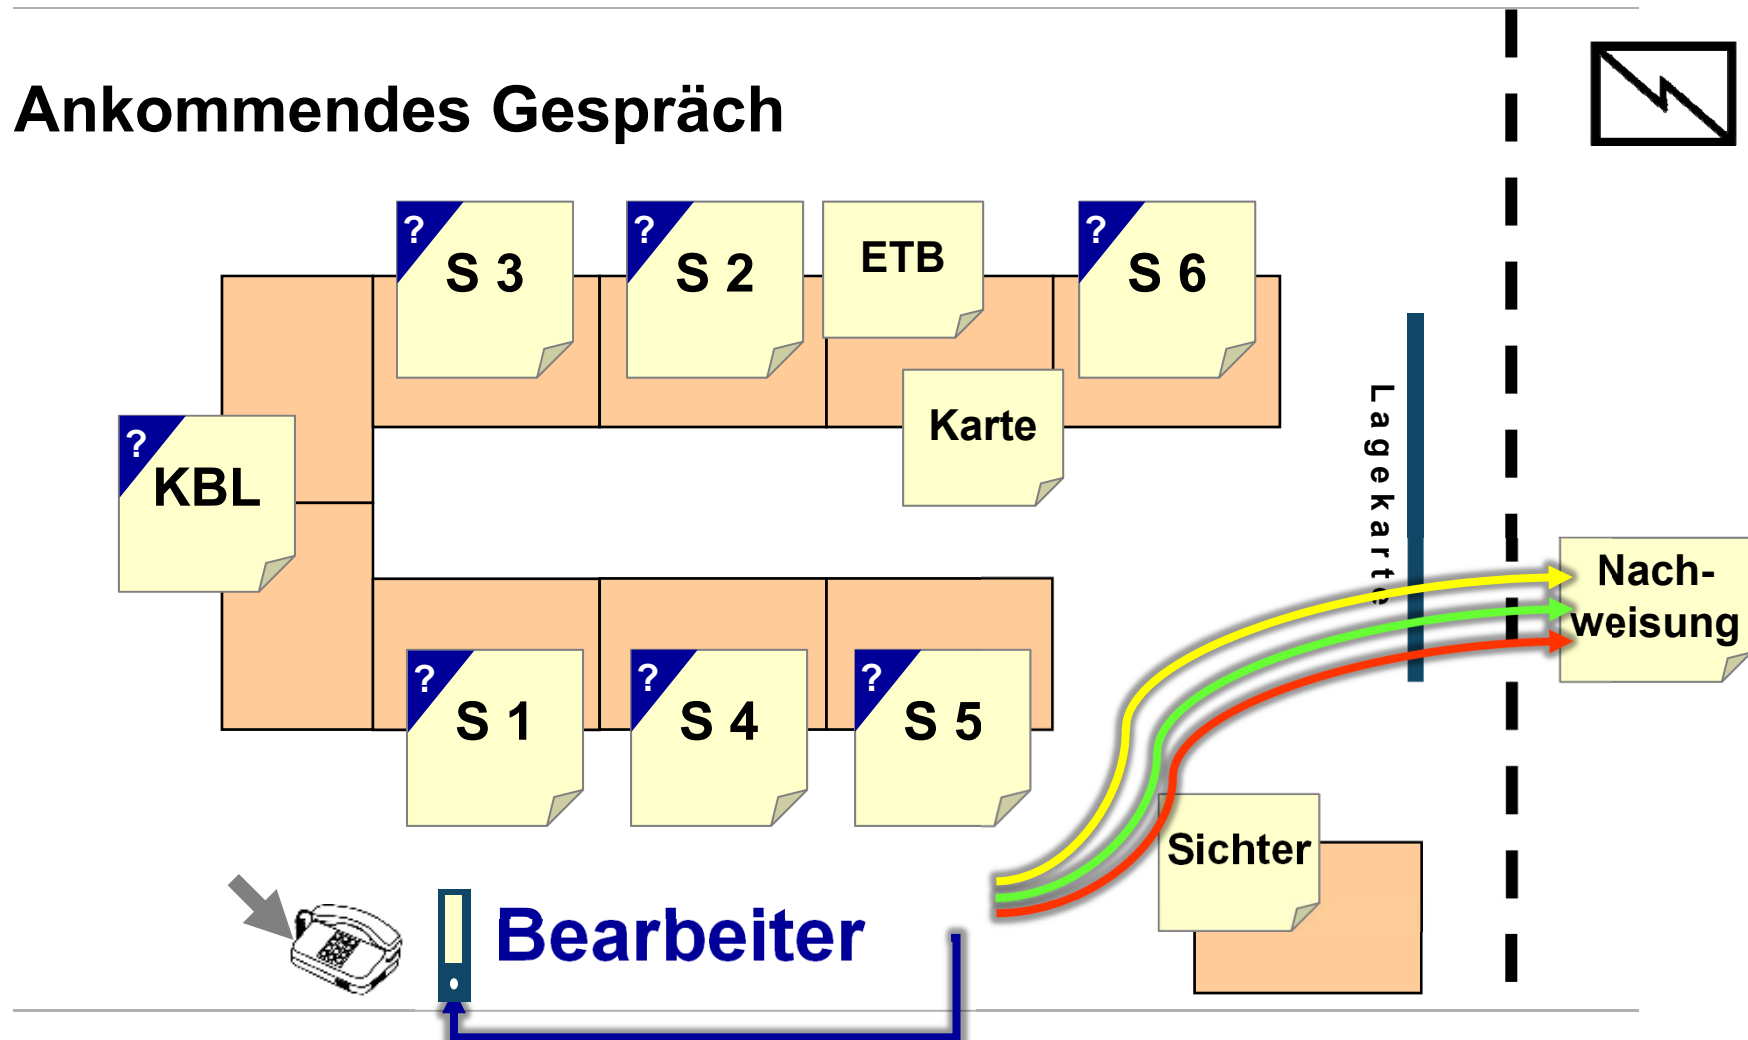 Ankommendes Gespräch
?
S 3
?
S 2
ETB
?
S 6
Karte
Lagekarte
?
KBL
Nach-
weisung
?
S 1
?
S 4
?
S 5
Sichter
Bearbeiter